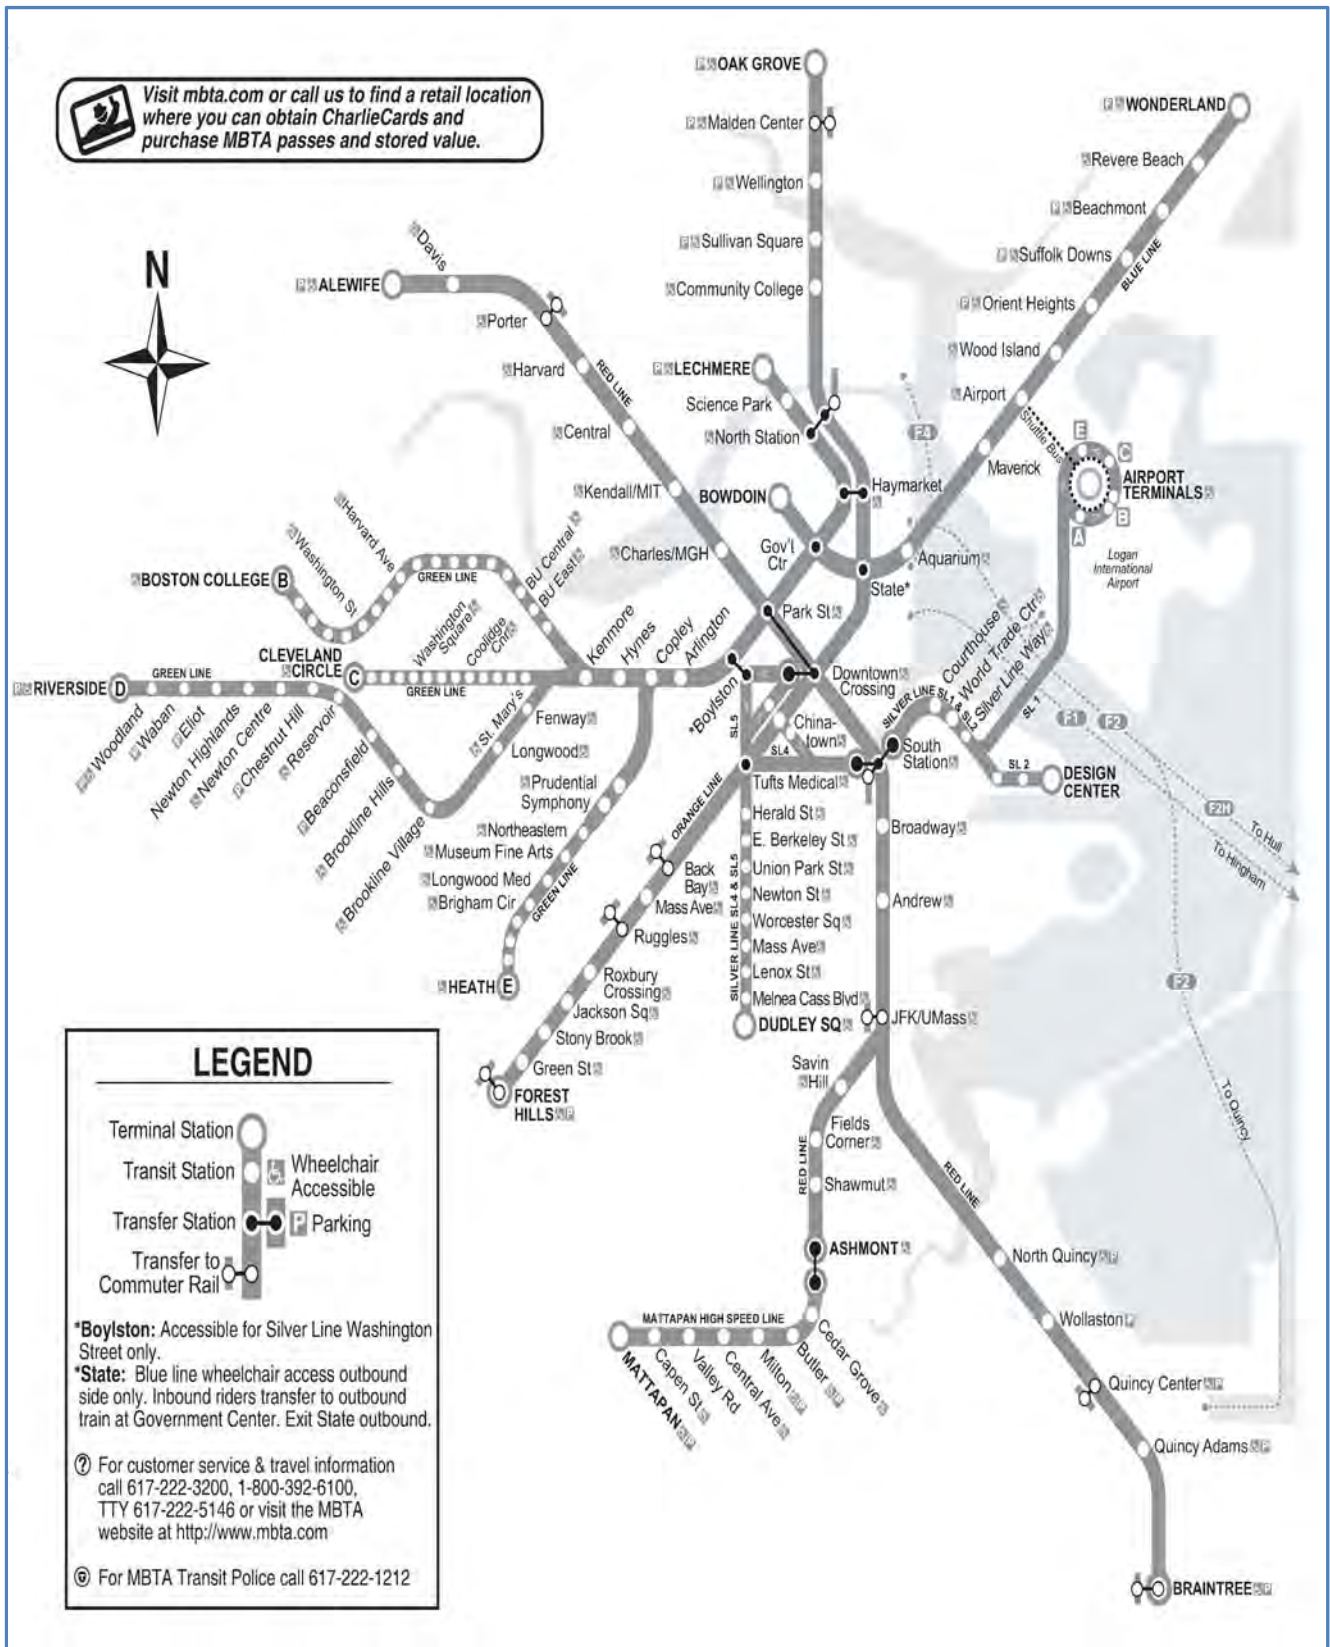 Visit mbta.com or call us to find a retail location
where you can obtain CharlieCards and
purchase MBTA passes and stored value.
N
P OAK GROVE
P Malden Center
P Wellington
P Sullivan Square
Community College
P WONDERLAND
Revere Beach
P Beachmont
P Suffolk Downs
BLUE LINE
P Orient Heights
Wood Island
Airport
Shuttle Bus
Maverick
Davis
P ALEWIFE
Porter
Harvard
RED LINE
Central
Kendall/MIT
Charles/MGH
P LECHMERE
Science Park
North Station
BOWDOIN
Haymarket
Gov't
Ctr
State*
Aquarium
Park St
F4
E
C
B
A
AIRPORT
TERMINALS
Logan
International
Airport
Harvard Ave
Washington St
BOSTON COLLEGE
B
GREEN LINE
BU Central
BU East
Washington
Square
Coolidge
Cnr
CLEVELAND
CIRCLE
C
GREEN LINE
Kenmore
Hynes
Copley
Arlington
P RIVERSIDE
D
GREEN LINE
P Woodland
P Waban
P Eliot
Newton Highlands
Newton Centre
P Chestnut Hill
Reservoir
P Beaconsfield
Brookline Hills
Brookline Village
St. Mary's
Fenway
Longwood
Prudential
Symphony
Northeastern
Museum Fine Arts
Longwood Med
Brigham Cir
GREEN LINE
HEATH
E
*Boylston
Downtown
Crossing
China-
town
SL5
SL4
Tufts Medical
South
Station
Courthouse
World Trade Ctr
Silver Line Way
SILVER LINE SL1 & SL2
SL 1
SL 2
DESIGN
CENTER
F1
F2
F2H
To Hull
To Hingham
F2
To Quincy
ORANGE LINE
Back
Bay
Mass Ave
Ruggles
Roxbury
Crossing
Jackson Sq
Stony Brook
Green St
FOREST
HILLS P
SILVER LINE SL4 & SL5
Herald St
E. Berkeley St
Union Park St
Newton St
Worcester Sq
Mass Ave
Lenox St
Melnea Cass Blvd
DUDLEY SQ
Broadway
Andrew
JFK/UMass
Savin
Hill
Fields
Corner
RED LINE
Shawmut
ASHMONT
RED LINE
North Quincy P
Wollaston P
Quincy Center P
Quincy Adams P
BRAINTREE P
MATTAPAN HIGH SPEED LINE
MATTAPAN P
Capen St
Valley Rd
Central Ave
Milton P
Butler P
Cedar Grove
LEGEND
Terminal Station
Transit Station
Wheelchair
Accessible
Transfer Station
P Parking
Transfer to
Commuter Rail
*Boylston: Accessible for Silver Line Washington
Street only.
*State: Blue line wheelchair access outbound
side only. Inbound riders transfer to outbound
train at Government Center. Exit State outbound.
? For customer service & travel information
call 617-222-3200, 1-800-392-6100,
TTY 617-222-5146 or visit the MBTA
website at http://www.mbta.com
For MBTA Transit Police call 617-222-1212